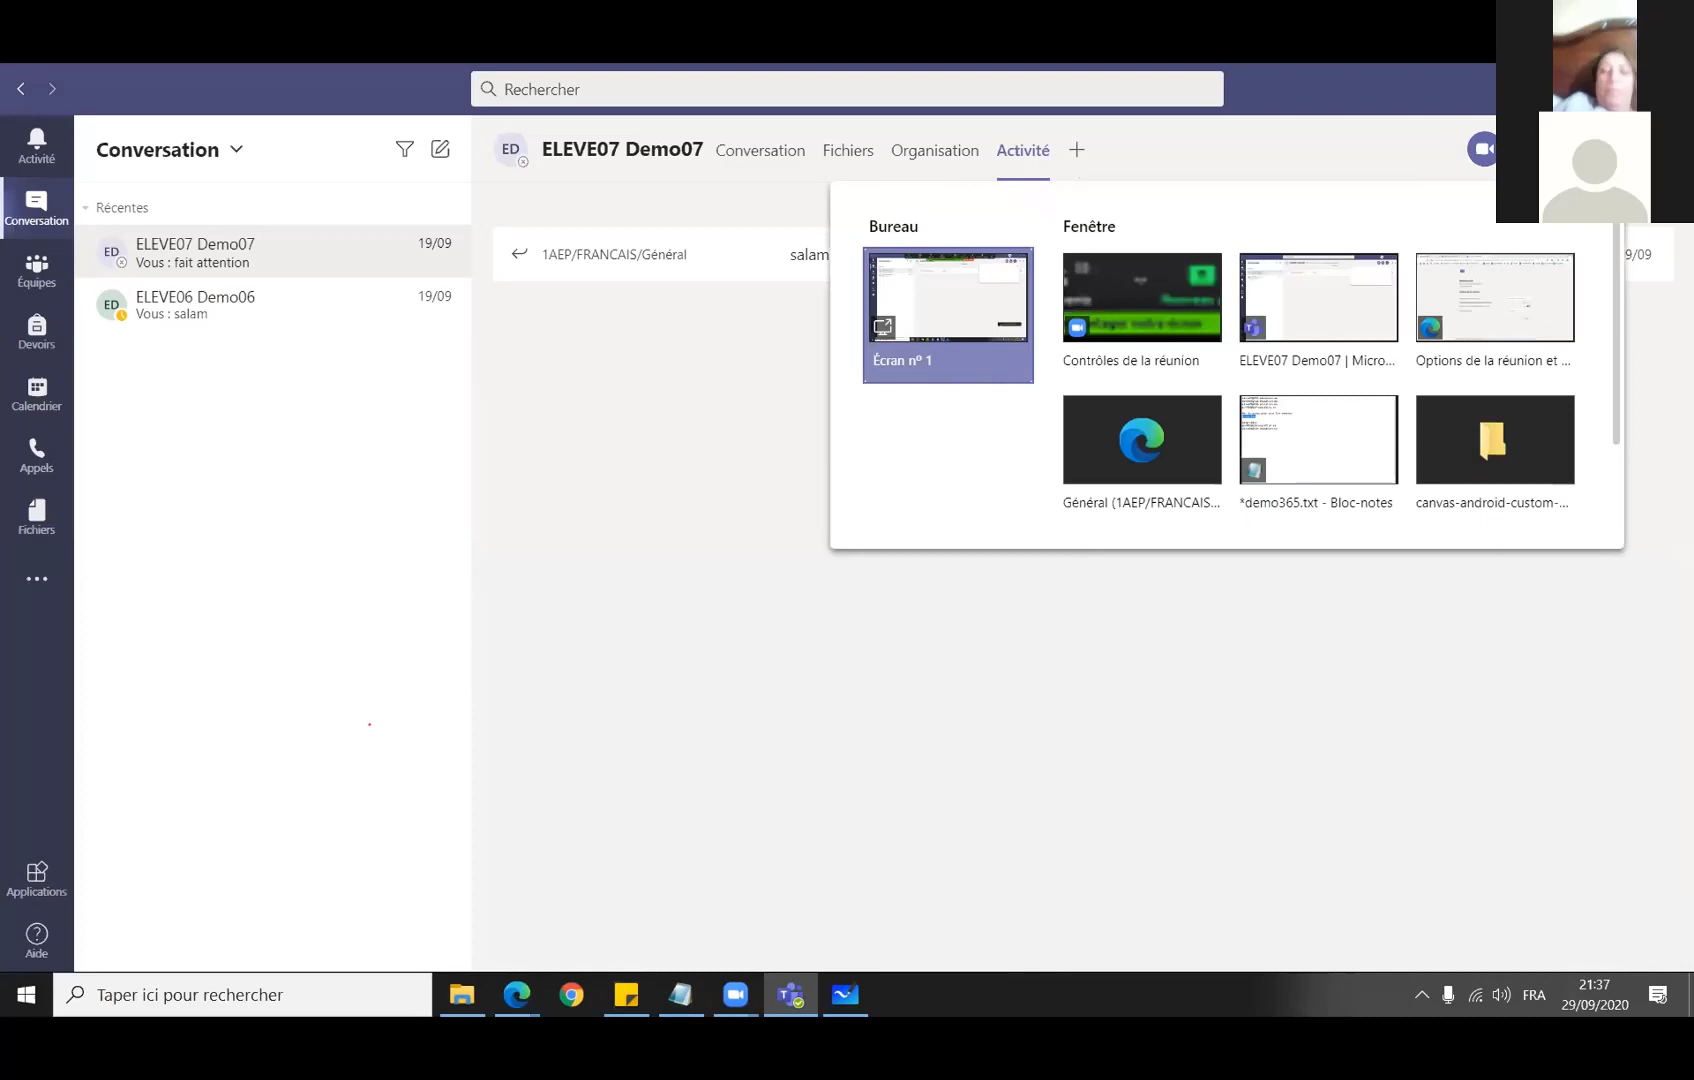 Rechercher
Activité
Conversation
Équipes
Devoirs
Calendrier
Appels
Fichiers
Applications
Aide
Conversation
Récentes
ED
ELEVE07 Demo07
19/09
Vous : fait attention
ED
ELEVE06 Demo06
19/09
Vous : salam
ED
ELEVE07 Demo07
Conversation
Fichiers
Organisation
Activité
1AEP/FRANCAIS/Général
salam
9/09
Bureau
Fenêtre
Écran nº 1
Contrôles de la réunion
ELEVE07 Demo07 | Micro...
Options de la réunion et ...
Général (1AEP/FRANCAIS...
*demo365.txt - Bloc-notes
canvas-android-custom-...
Taper ici pour rechercher
FRA
21:37
29/09/2020